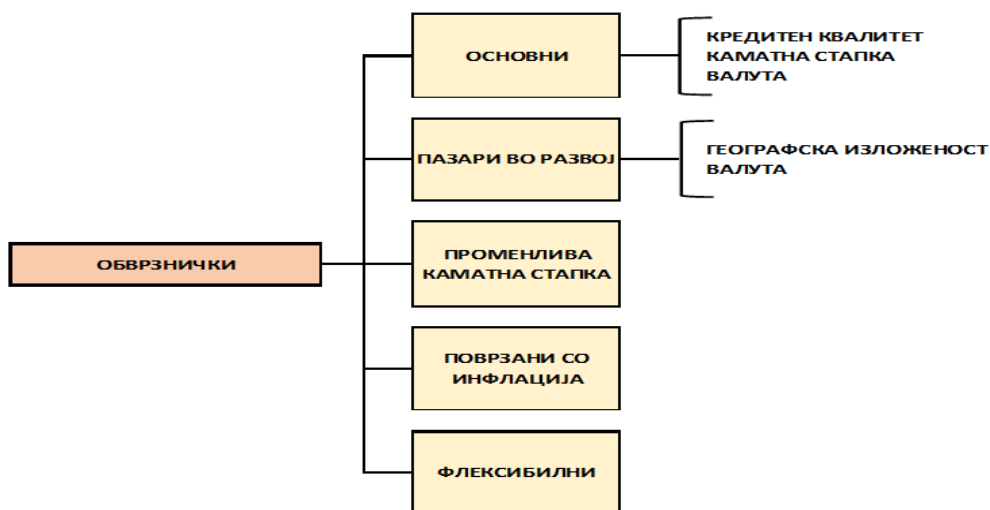 ОСНОВНИ
КРЕДИТЕН КВАЛИТЕТ
КАМАТНА СТАПКА
ВАЛУТА
ПАЗАРИ ВО РАЗВОЈ
ГЕОГРАФСКА ИЗЛОЖЕНОСТ
ВАЛУТА
ОБВРЗНИЧКИ
ПРОМЕНЛИВА
КАМАТНА СТАПКА
ПОВРЗАНИ СО
ИНФЛАЦИЈА
ФЛЕКСИБИЛНИ